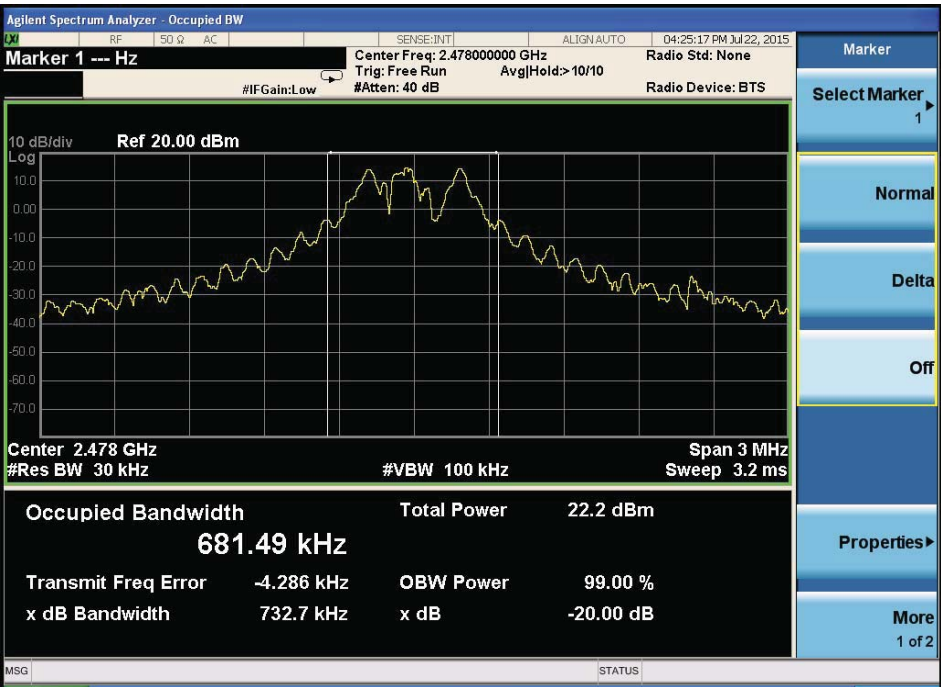 Agilent Spectrum Analyzer - Occupied BW
LXI RF 50 Ω AC SENSE:INT ALIGN AUTO 04:25:17 PM Jul 22, 2015
Marker 1 --- Hz
Center Freq: 2.478000000 GHz
Radio Std: None
Trig: Free Run Avg|Hold:>10/10
#IFGain:Low
#Atten: 40 dB
Radio Device: BTS
10 dB/div Ref 20.00 dBm
Log
10.0
0.00
-10.0
-20.0
-30.0
-40.0
-50.0
-60.0
-70.0
Center 2.478 GHz
Span 3 MHz
#Res BW 30 kHz
#VBW 100 kHz
Sweep 3.2 ms
Occupied Bandwidth
681.49 kHz
Total Power 22.2 dBm
Transmit Freq Error -4.286 kHz
OBW Power 99.00 %
x dB Bandwidth 732.7 kHz
x dB -20.00 dB
MSG
STATUS
Marker
Select Marker
1
Normal
Delta
Off
Properties
More
1 of 2